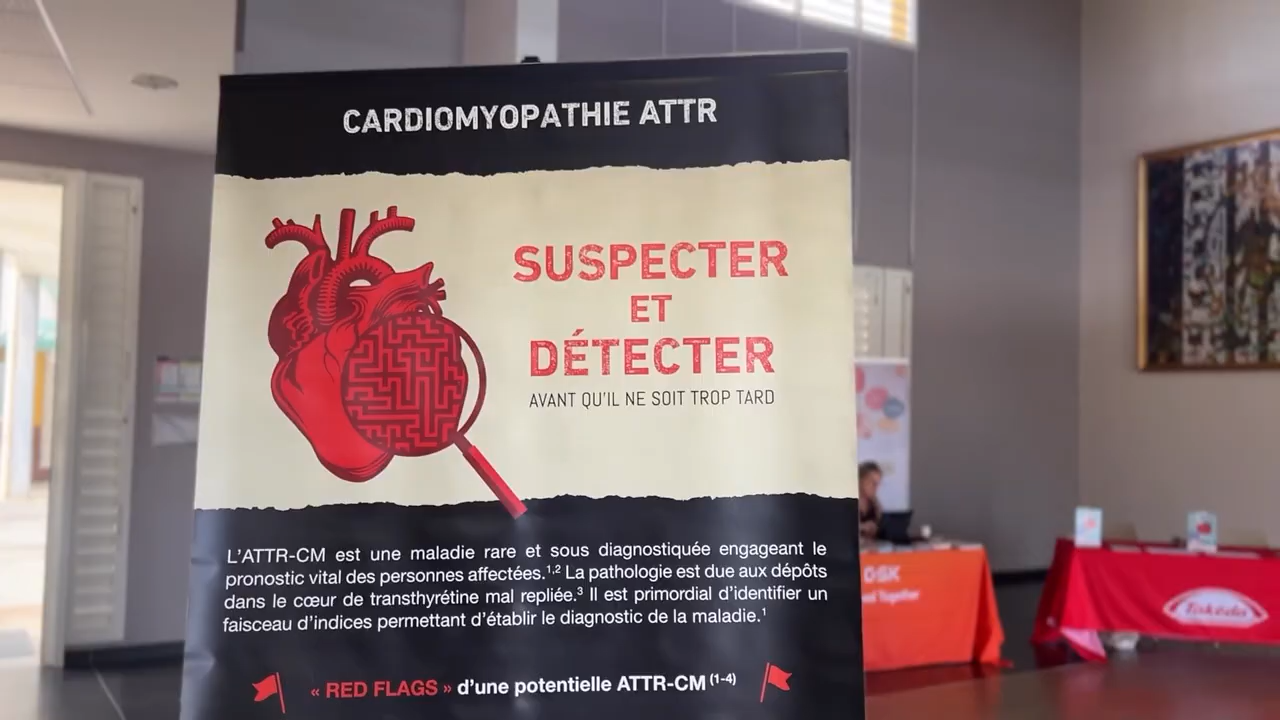 CARDIOMYOPATHIE ATTR
SUSPECTER
ET
DÉTECTER
AVANT QU'IL NE SOIT TROP TARD
L'ATTR-CM est une maladie rare et sous diagnostiquée engageant le
pronostic vital des personnes affectées.¹,² La pathologie est due aux dépôts
dans le cœur de transthyrétine mal repliée.³ Il est primordial d'identifier un
faisceau d'indices permettant d'établir le diagnostic de la maladie.¹
« RED FLAGS » d'une potentielle ATTR-CM (1-4)
GSK
Together
Takeda